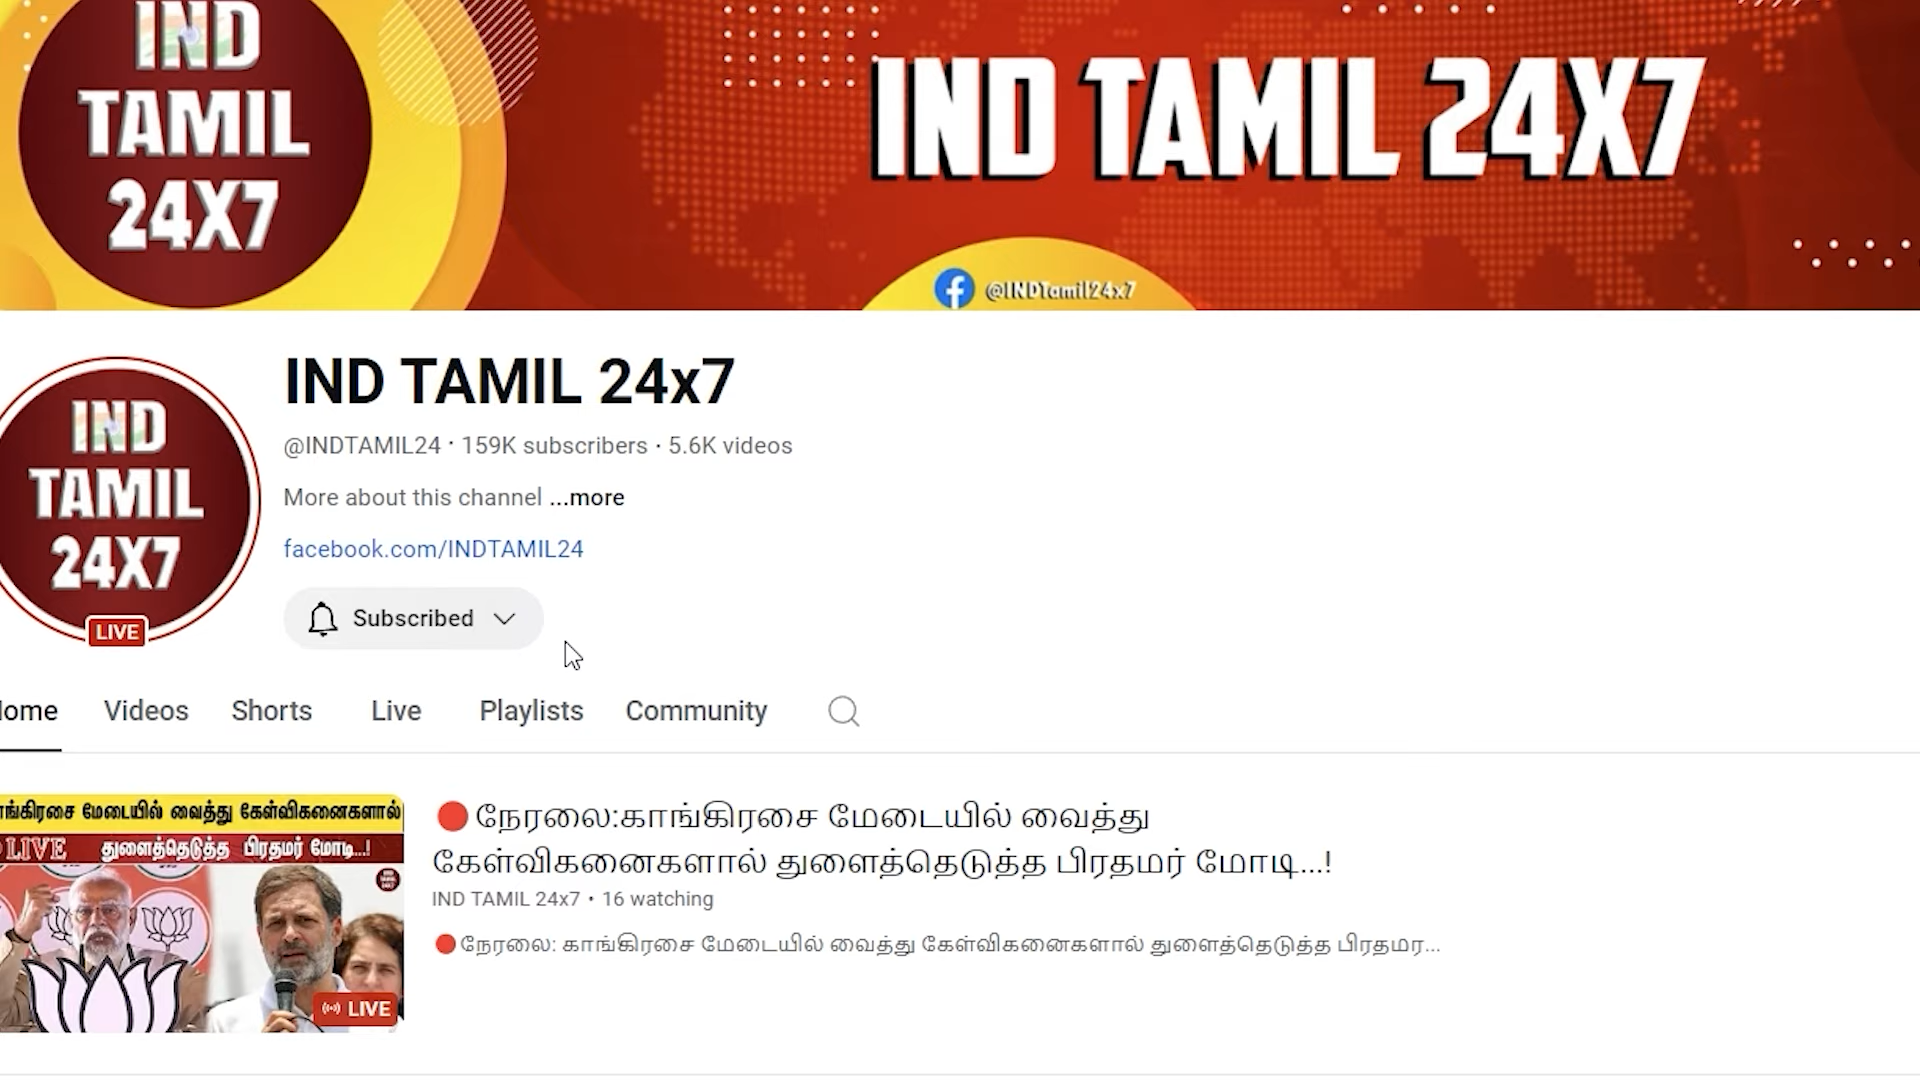 IND
TAMIL
24X7
IND TAMIL 24X7
@INDTamil24x7
IND TAMIL 24x7
@INDTAMIL24 · 159K subscribers · 5.6K videos
More about this channel ...more
facebook.com/INDTAMIL24
IND
TAMIL
24X7
LIVE
Subscribed
ome Videos Shorts Live Playlists Community
ங்கிரசை மேடையில் வைத்து கேள்விகனைகளால்
LIVE துளைத்தெடுத்த பிரதமர் மோடி...!
LIVE
🔴நேரலை:காங்கிரசை மேடையில் வைத்து
கேள்விகனைகளால் துளைத்தெடுத்த பிரதமர் மோடி...!
IND TAMIL 24x7 • 16 watching
🔴நேரலை: காங்கிரசை மேடையில் வைத்து கேள்விகனைகளால் துளைத்தெடுத்த பிரதமர...